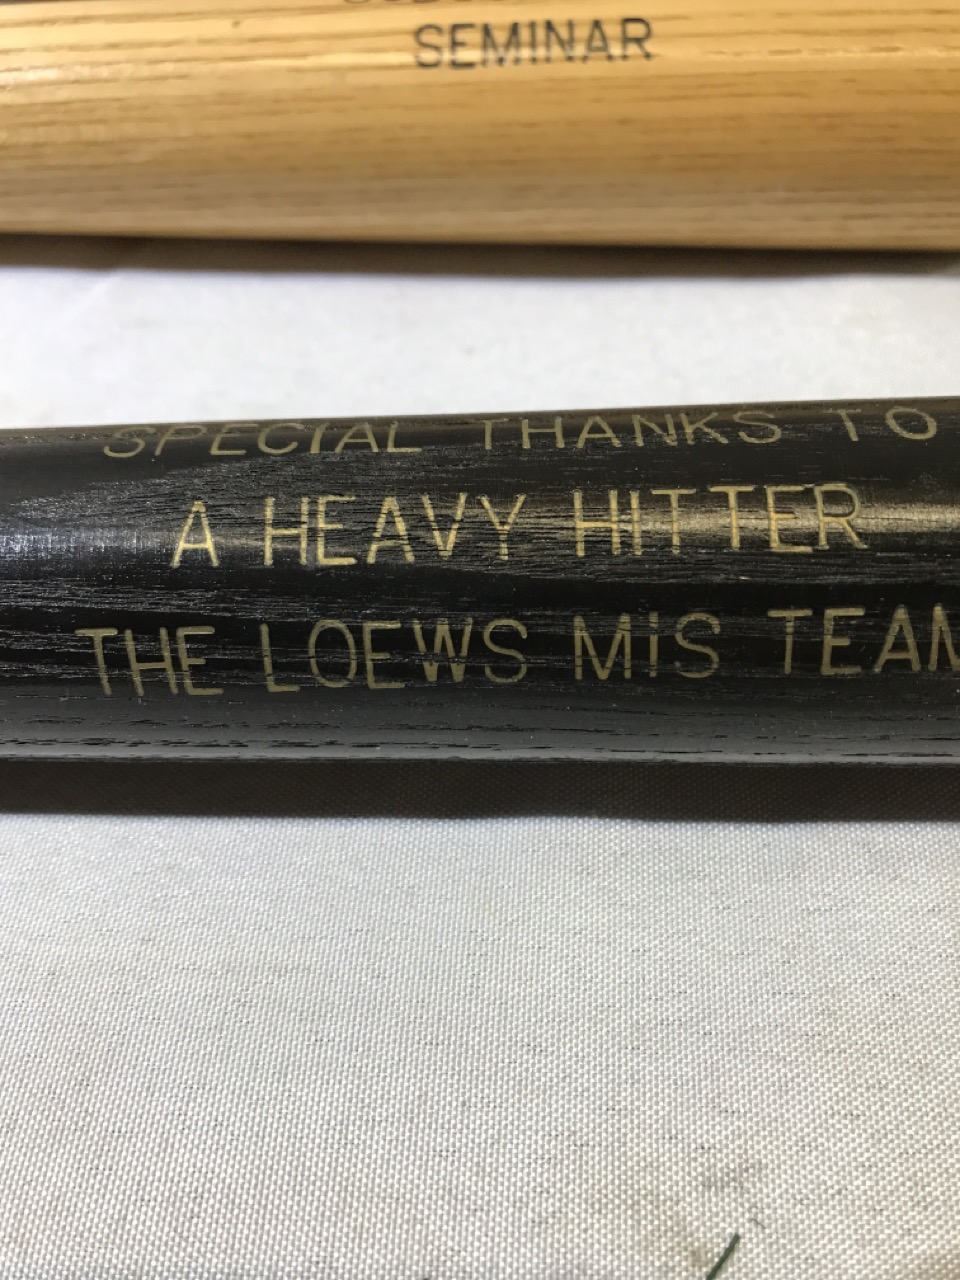 SEMINAR
SPECIAL THANKS TO
A HEAVY HITTER
THE LOEWS MIS TEAM